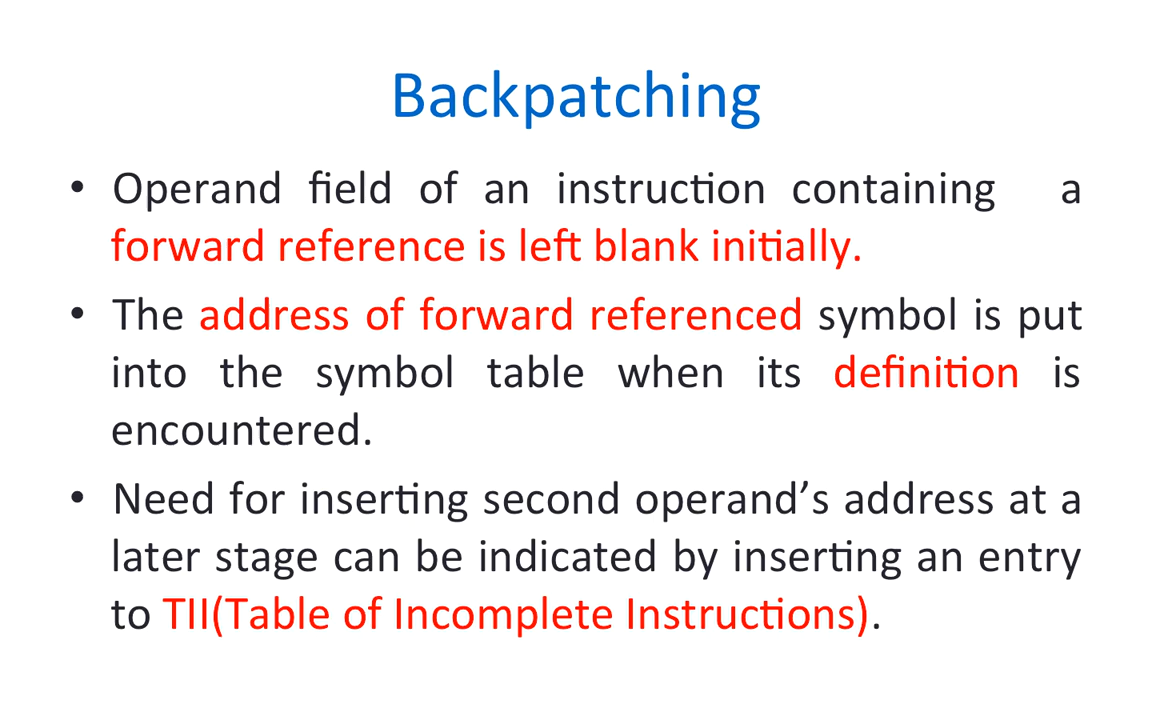 Backpatching
• Operand field of an instruction containing a
forward reference is left blank initially.
• The address of forward referenced symbol is put
into the symbol table when its definition is
encountered.
• Need for inserting second operand’s address at a
later stage can be indicated by inserting an entry
to TII(Table of Incomplete Instructions).